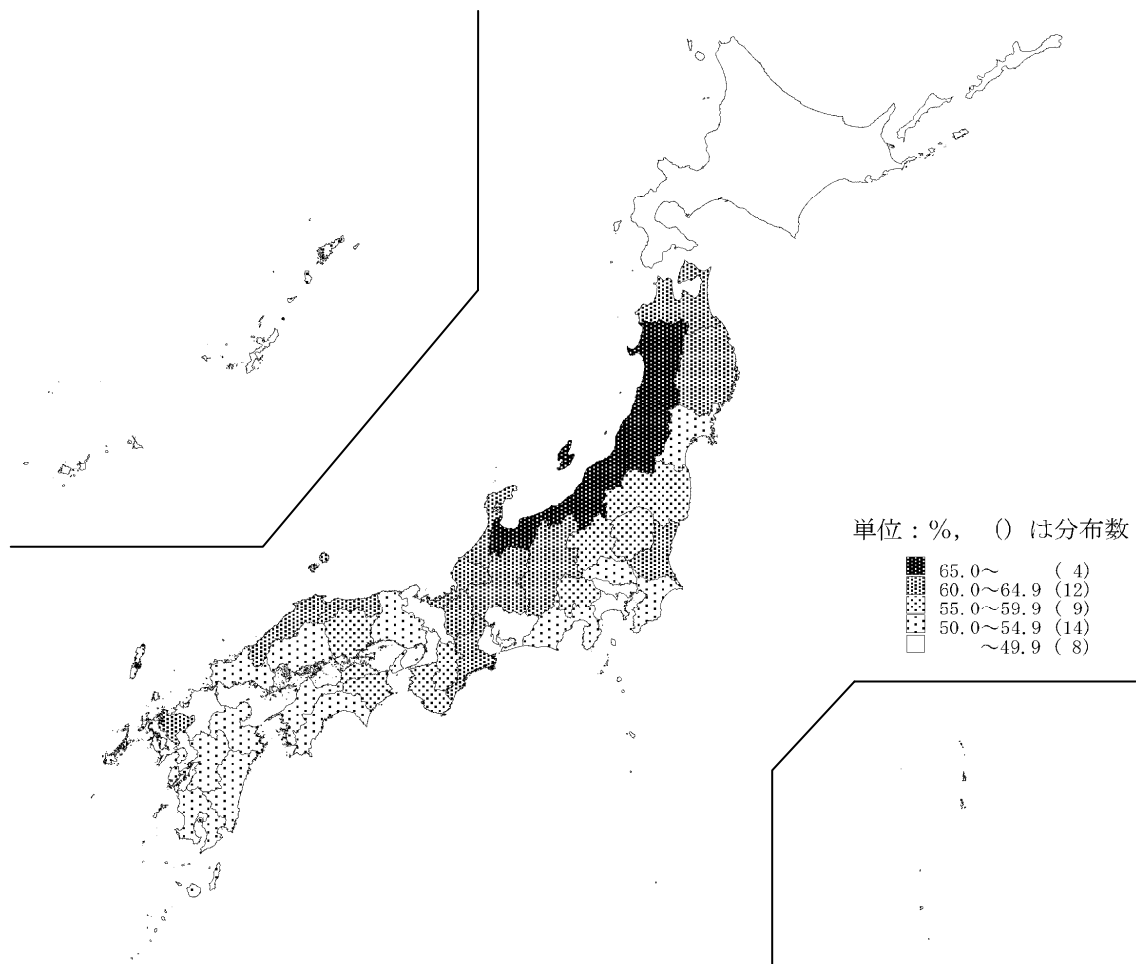 単位：%， （）は分布数
65.0～ （ 4）
60.0～64.9 （12）
55.0～59.9 （ 9）
50.0～54.9 （14）
～49.9 （ 8）